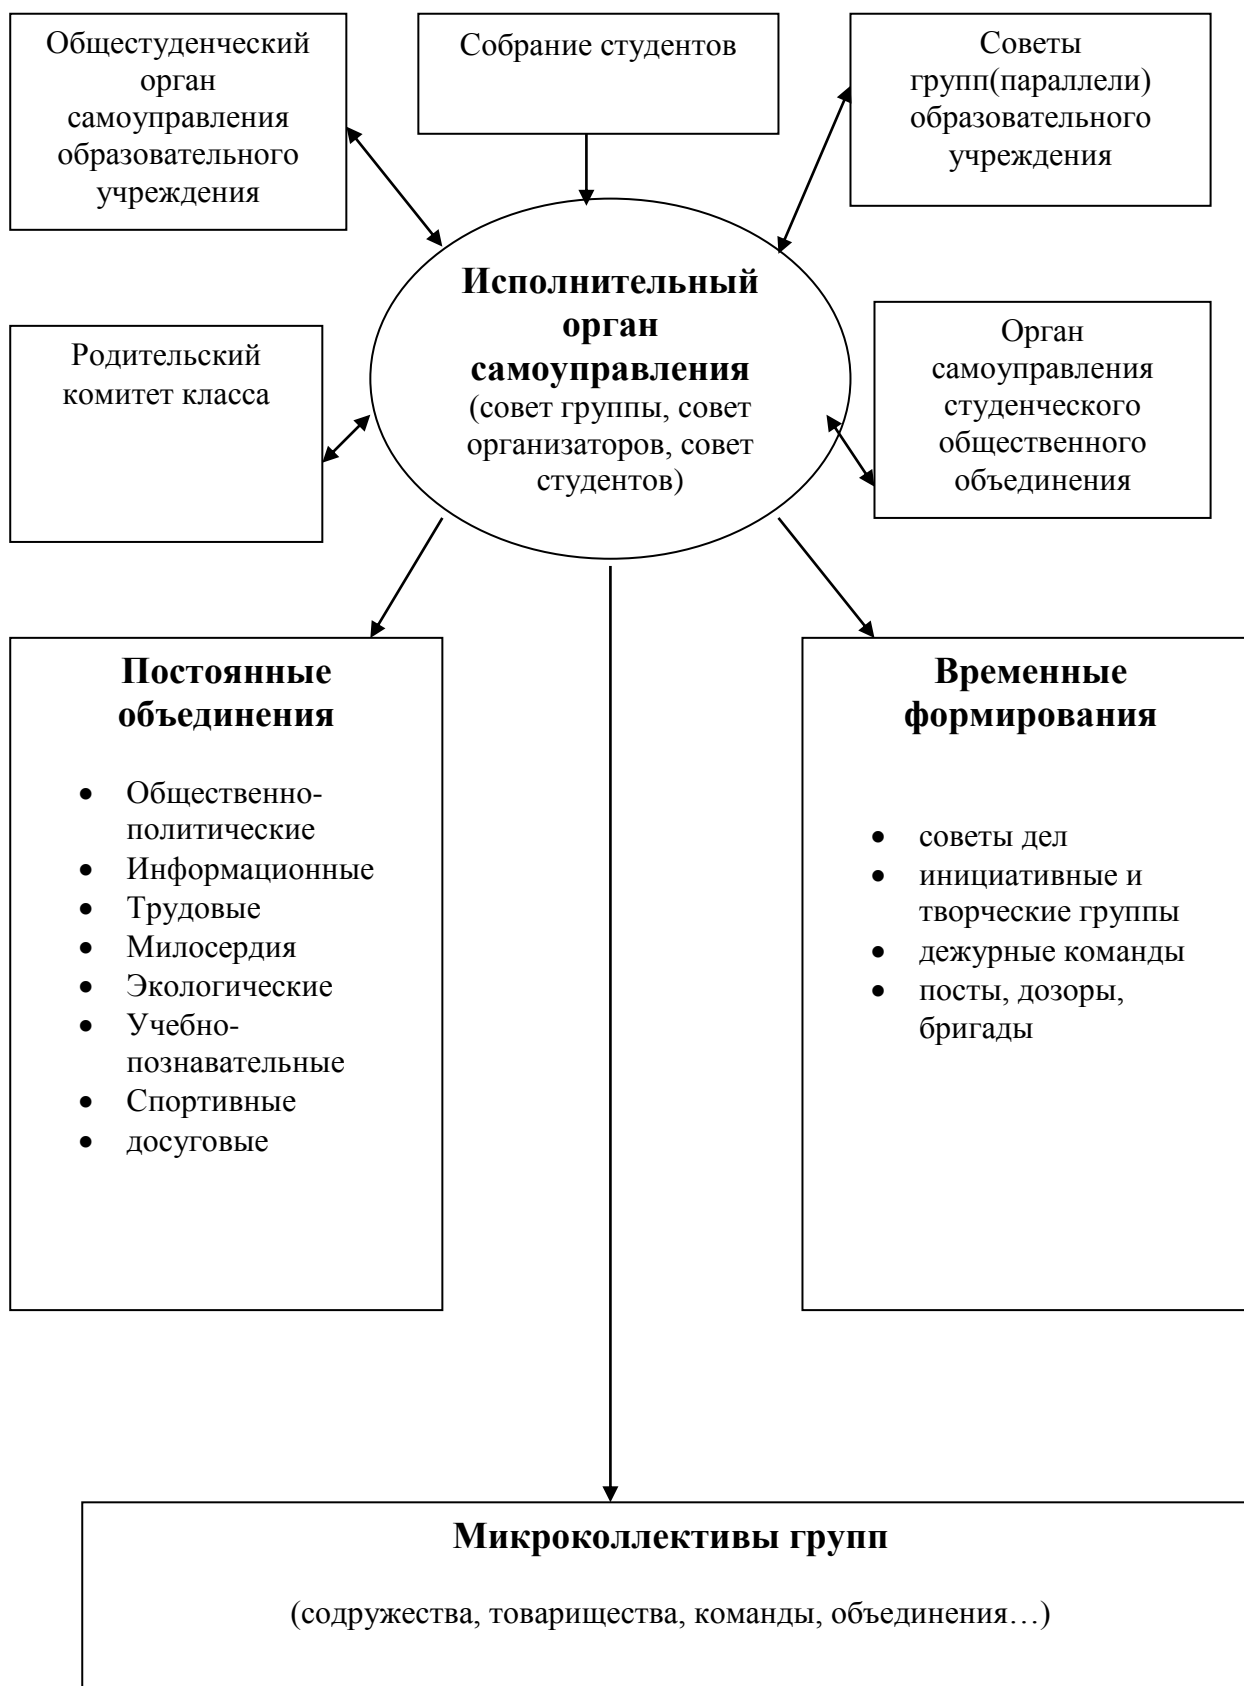 Общестуденческий
орган
самоуправления
образовательного
учреждения
Собрание студентов
Советы
групп(параллели)
образовательного
учреждения
Родительский
комитет класса
Исполнительный
орган
самоуправления
(совет группы, совет
организаторов, совет
студентов)
Орган
самоуправления
студенческого
общественного
объединения
Постоянные
объединения
• Общественно-
политические
• Информационные
• Трудовые
• Милосердия
• Экологические
• Учебно-
познавательные
• Спортивные
• досуговые
Временные
формирования
• советы дел
• инициативные и
творческие группы
• дежурные команды
• посты, дозоры,
бригады
Микроколлективы групп
(содружества, товарищества, команды, объединения…)